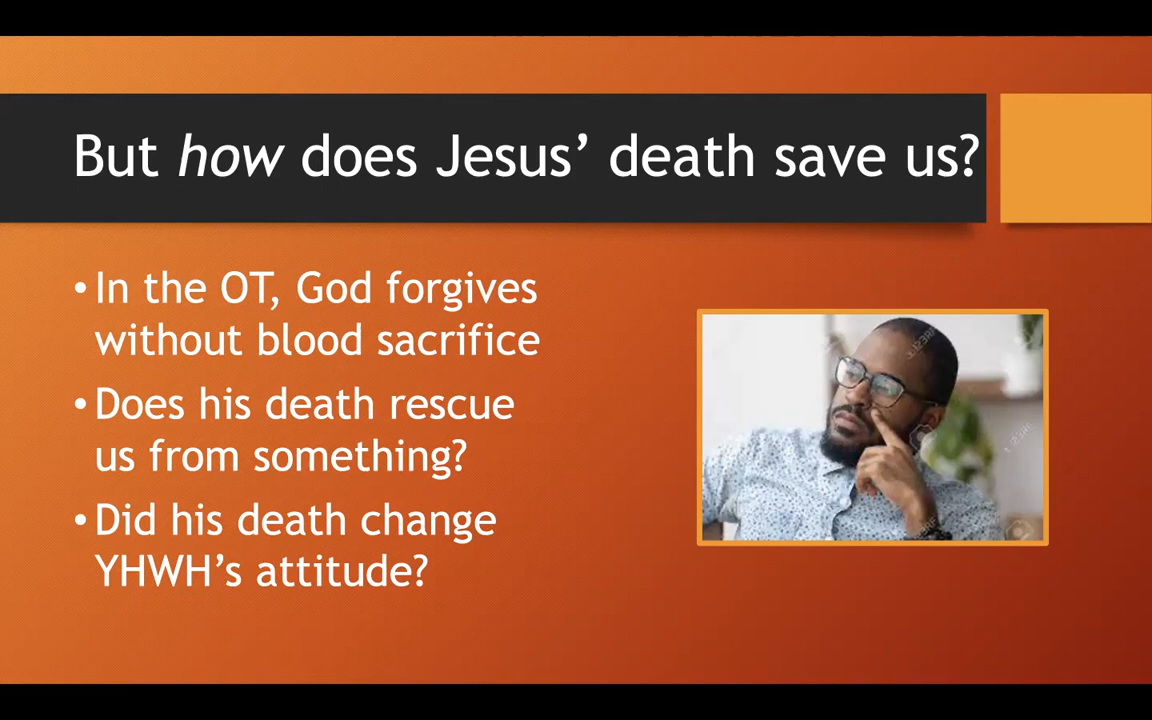 But how does Jesus’ death save us?
• In the OT, God forgives
without blood sacrifice
• Does his death rescue
us from something?
• Did his death change
YHWH’s attitude?